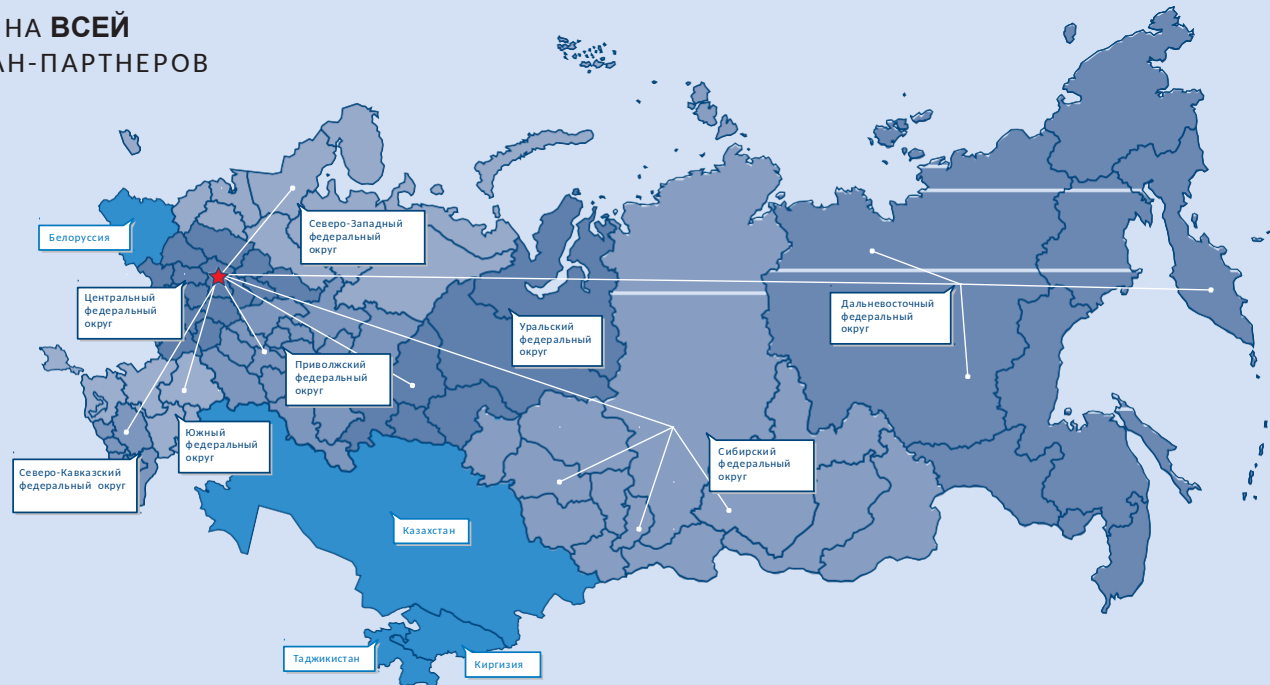 НА ВСЕЙ
АН-ПАРТНЕРОВ
Северо-Западный
федеральный
округ
Белоруссия
Центральный
федеральный
округ
Дальневосточный
федеральный
округ
Уральский
федеральный
округ
Приволжский
федеральный
округ
Южный
федеральный
округ
Сибирский
федеральный
округ
Северо-Кавказский
федеральный округ
Казахстан
Таджикистан
Киргизия